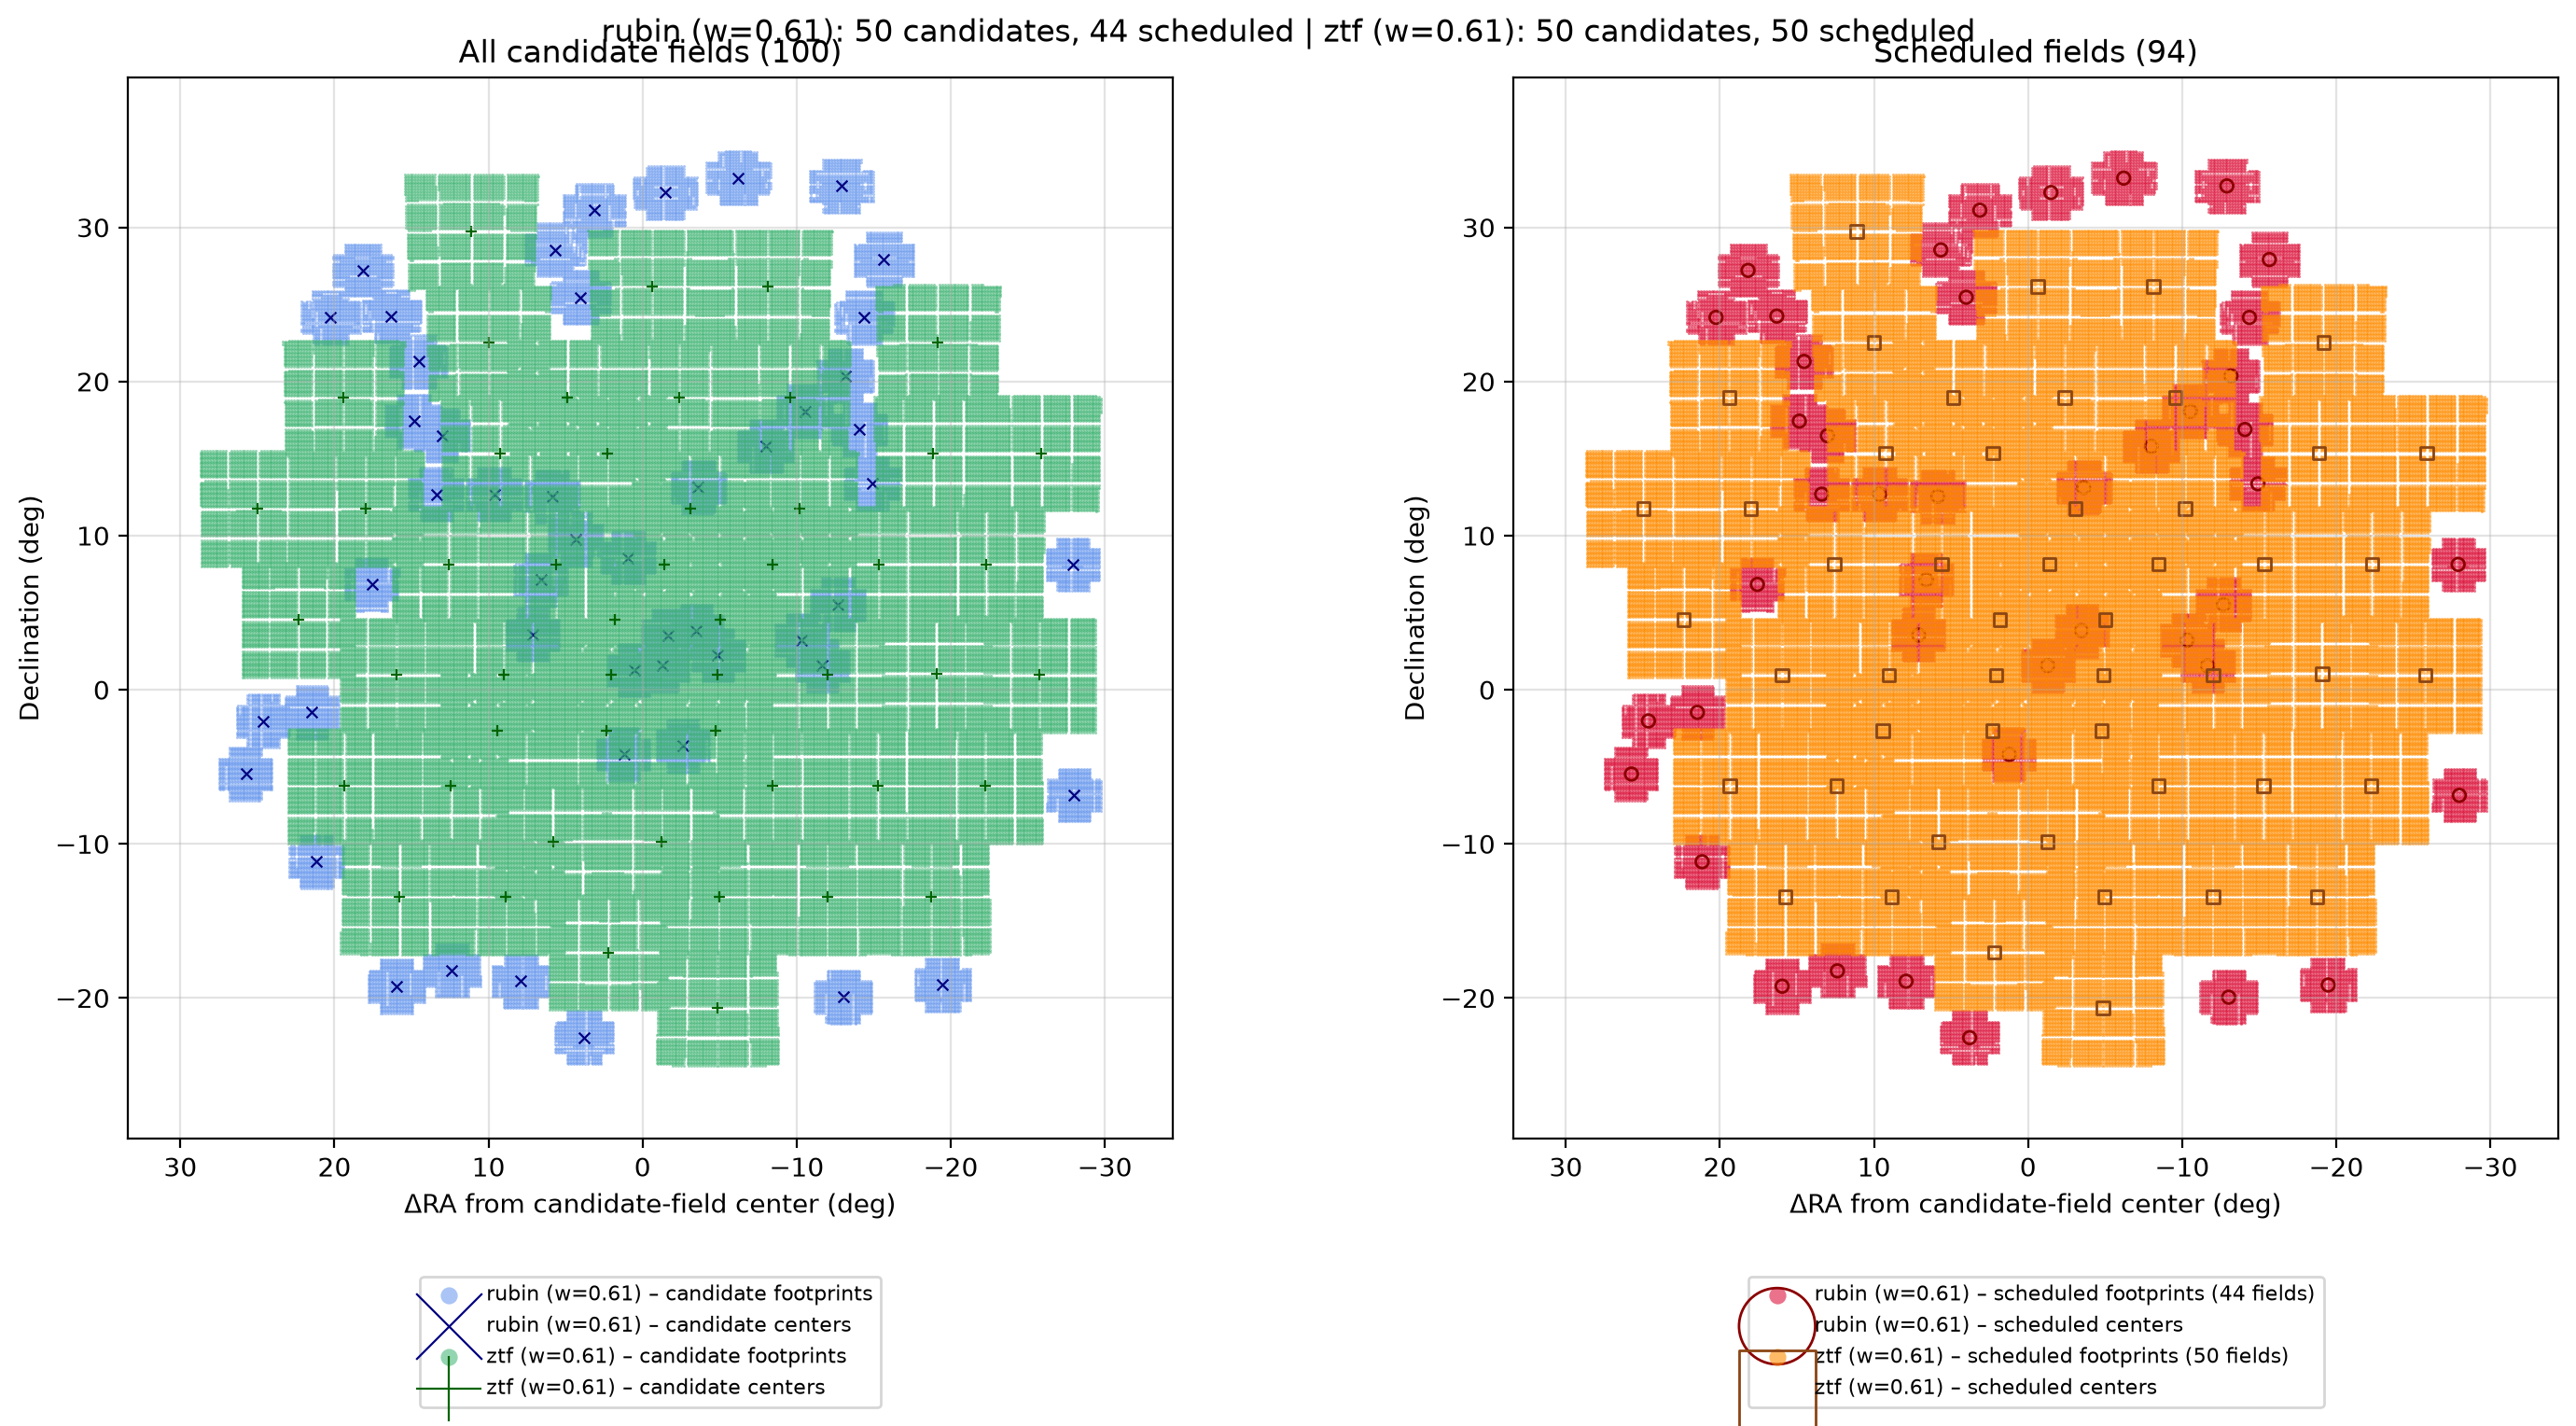 rubin (w=0.61): 50 candidates, 44 scheduled | ztf (w=0.61): 50 candidates, 50 scheduled
All candidate fields (100)
Scheduled fields (94)
Declination (deg)
30
20
10
0
−10
−20
30 20 10 0 −10 −20 −30
ΔRA from candidate-field center (deg)
rubin (w=0.61) – candidate footprints
rubin (w=0.61) – candidate centers
ztf (w=0.61) – candidate footprints
ztf (w=0.61) – candidate centers
Declination (deg)
30
20
10
0
−10
−20
30 20 10 0 −10 −20 −30
ΔRA from candidate-field center (deg)
rubin (w=0.61) – scheduled footprints (44 fields)
rubin (w=0.61) – scheduled centers
ztf (w=0.61) – scheduled footprints (50 fields)
ztf (w=0.61) – scheduled centers